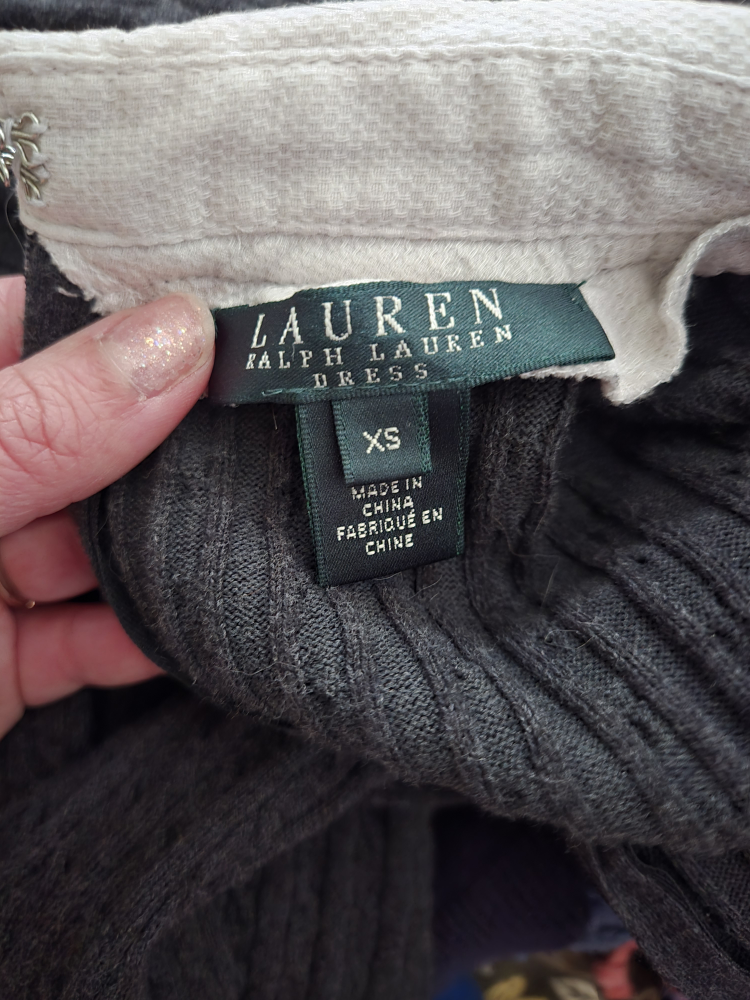 LAUREN
RALPH LAUREN
DRESS
XS
MADE IN
CHINA
FABRIQUÉ EN
CHINE